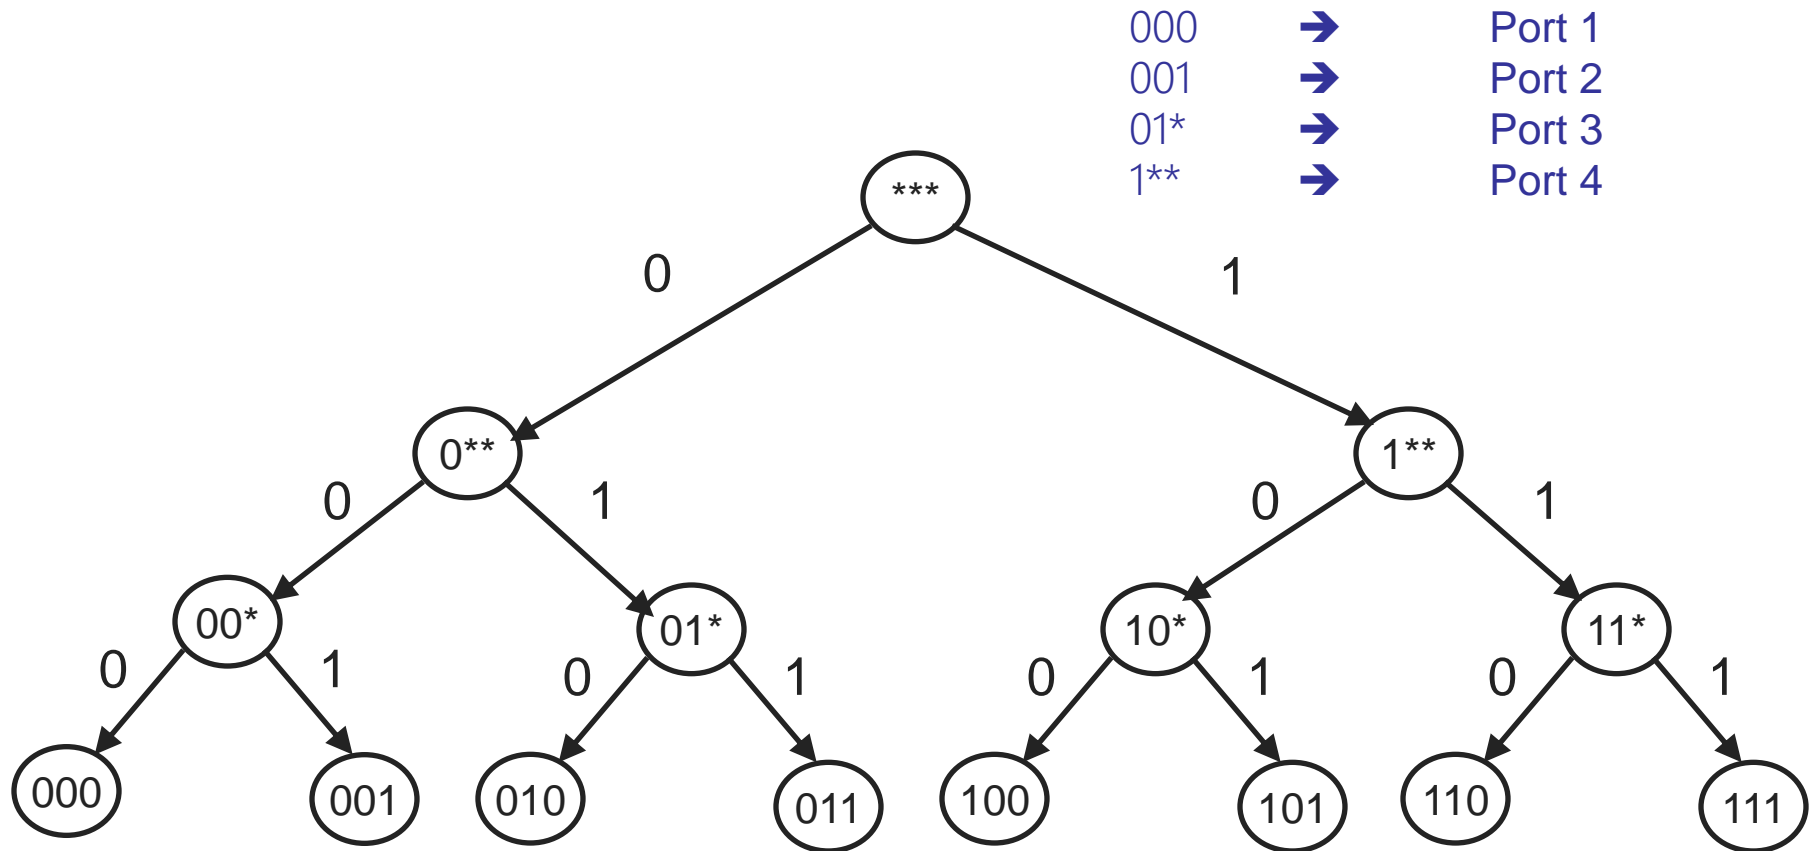 000 ➔ Port 1
001 ➔ Port 2
01* ➔ Port 3
1** ➔ Port 4
***
0 1
0** 1**
0 1 0 1
00* 01* 10* 11*
0 1 0 1 0 1 0 1
000 001 010 011 100 101 110 111